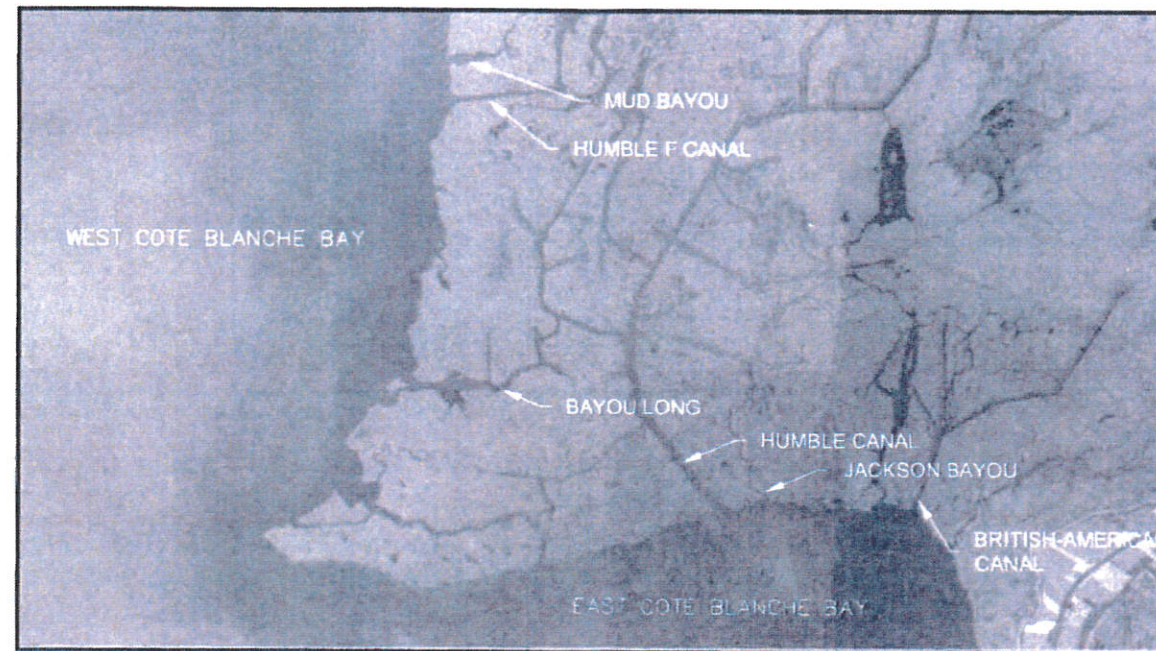 MUD BAYOU
HUMBLE F CANAL
WEST COTE BLANCHE BAY
BAYOU LONG
HUMBLE CANAL
JACKSON BAYOU
BRITISH-AMERICA
CANAL
EAST COTE BLANCHE BAY